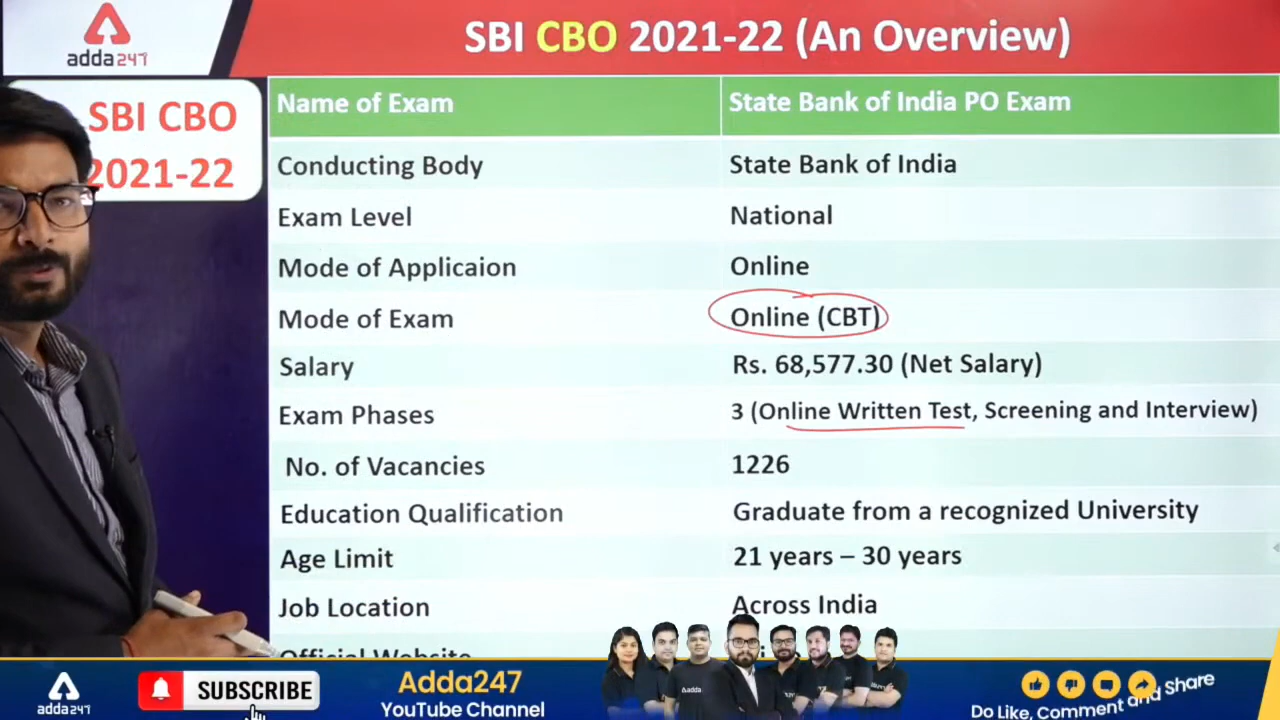 adda247
SBI CBO 2021-22 (An Overview)
SBI CBO
2021-22
Name of Exam State Bank of India PO Exam
Conducting Body State Bank of India
Exam Level National
Mode of Applicaion Online
Mode of Exam Online (CBT)
Salary Rs. 68,577.30 (Net Salary)
Exam Phases 3 (Online Written Test, Screening and Interview)
No. of Vacancies 1226
Education Qualification Graduate from a recognized University
Age Limit 21 years – 30 years
Job Location Across India
Official Website
adda247
SUBSCRIBE
Adda247
YouTube Channel
Do Like, Comment and Share